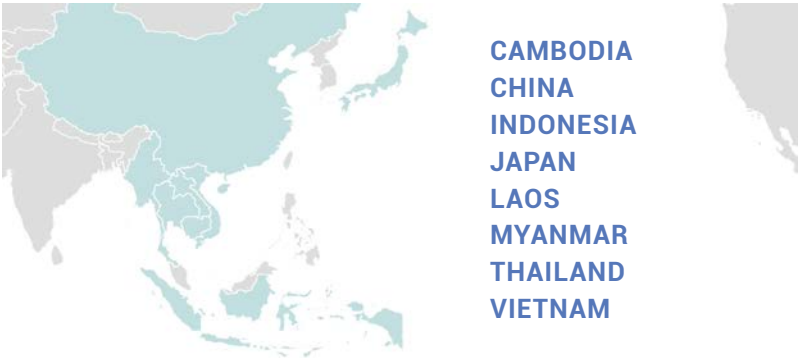 CAMBODIA
CHINA
INDONESIA
JAPAN
LAOS
MYANMAR
THAILAND
VIETNAM